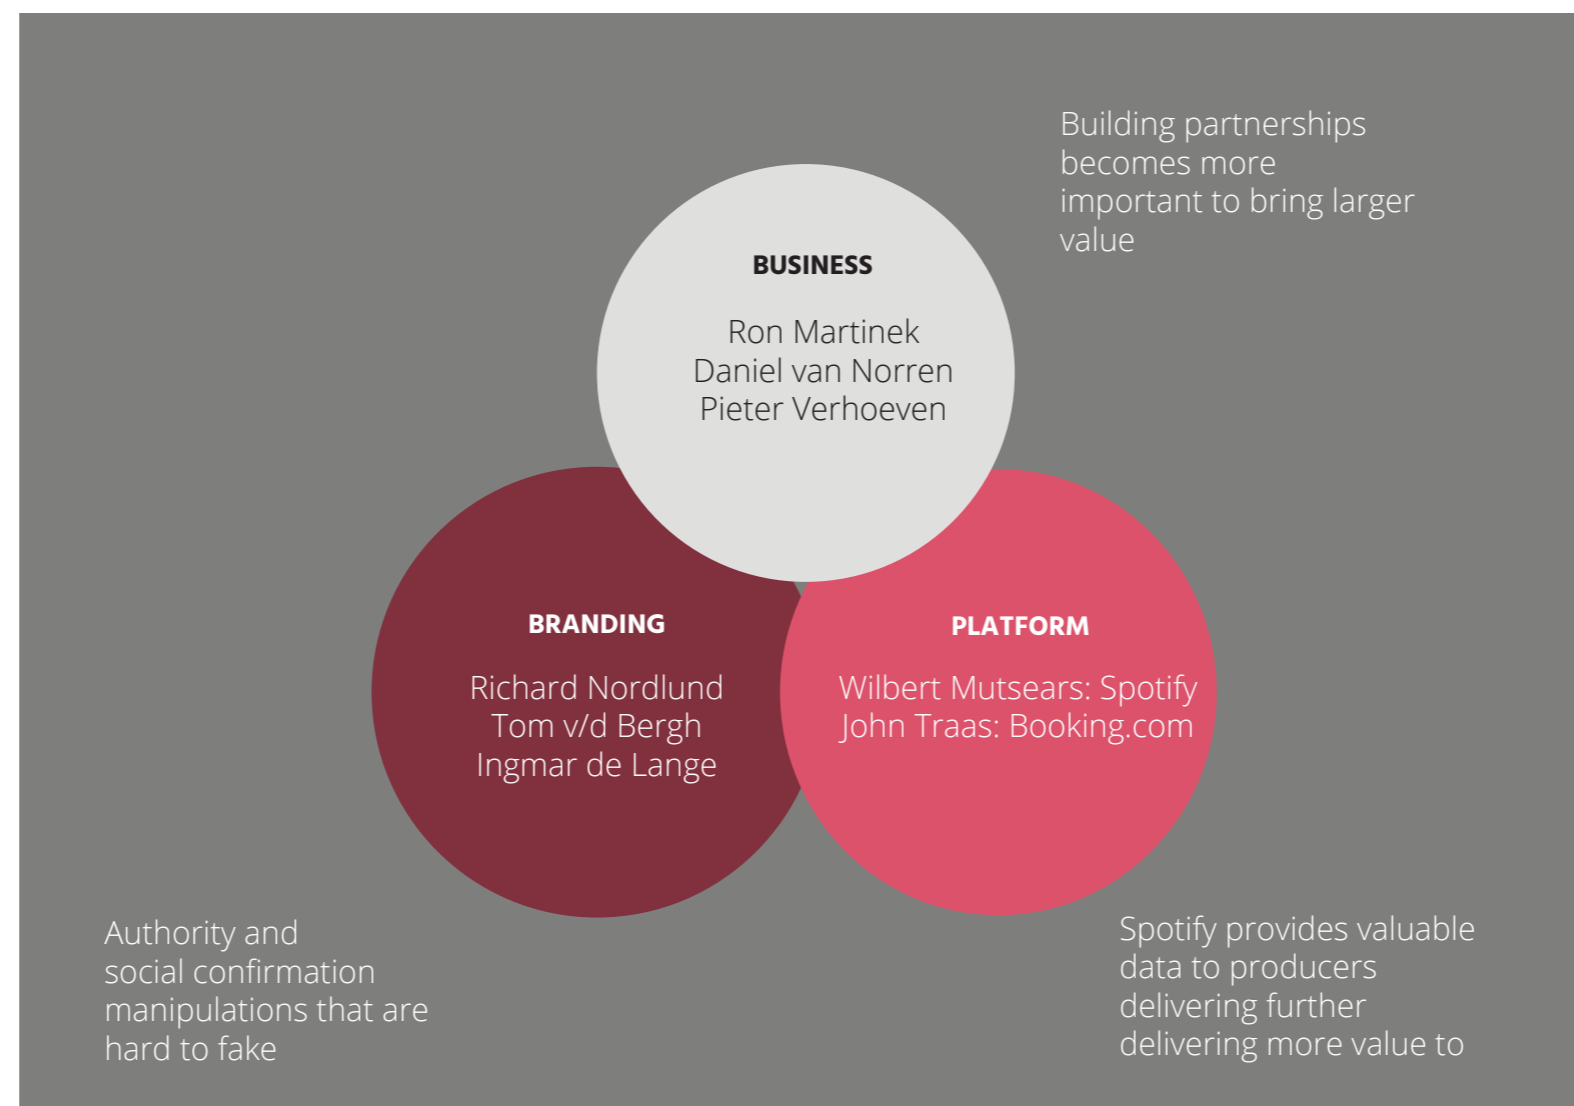 Building partnerships
becomes more
important to bring larger
value
BUSINESS
Ron Martinek
Daniel van Norren
Pieter Verhoeven
BRANDING
Richard Nordlund
Tom v/d Bergh
Ingmar de Lange
PLATFORM
Wilbert Mutsears: Spotify
John Traas: Booking.com
Authority and
social confirmation
manipulations that are
hard to fake
Spotify provides valuable
data to producers
delivering further
delivering more value to